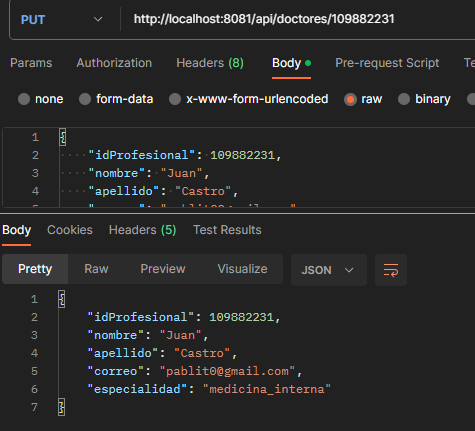 PUT http://localhost:8081/api/doctores/109882231
Params Authorization Headers (8) Body Pre-request Script
none form-data x-www-form-urlencoded raw binary
1 {
2 "idProfesional": 109882231,
3 "nombre": "Juan",
4 "apellido": "Castro",
Body Cookies Headers (5) Test Results
Pretty Raw Preview Visualize JSON
1 {
2 "idProfesional": 109882231,
3 "nombre": "Juan",
4 "apellido": "Castro",
5 "correo": "pablit0@gmail.com",
6 "especialidad": "medicina_interna"
7 }